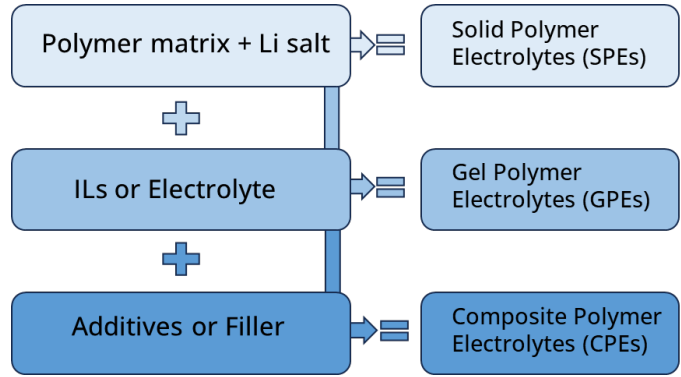 Polymer matrix + Li salt
Solid Polymer
Electrolytes (SPEs)
ILs or Electrolyte
Gel Polymer
Electrolytes (GPEs)
Additives or Filler
Composite Polymer
Electrolytes (CPEs)